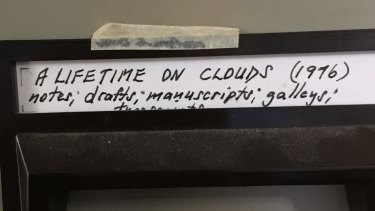 A LIFETIME ON CLOUDS (1976)
notes; drafts; manuscripts; galleys;